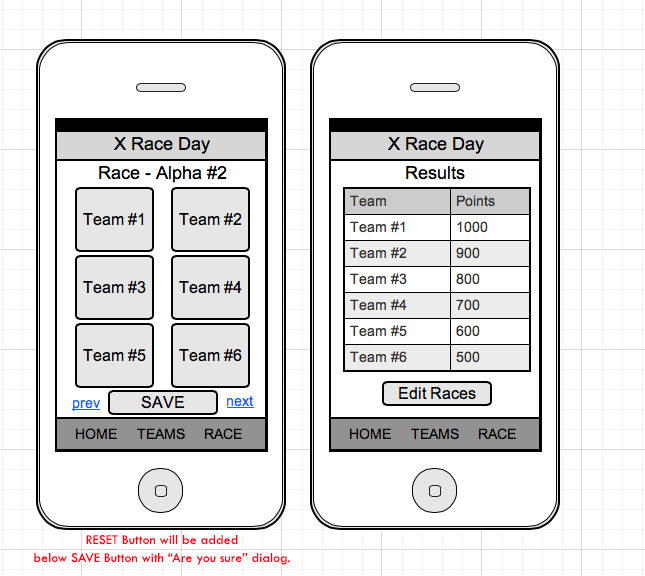 X Race Day
Race - Alpha #2
Team #1 Team #2
Team #3 Team #4
Team #5 Team #6
prev SAVE next
HOME TEAMS RACE
RESET Button will be added
below SAVE Button with “Are you sure” dialog.
X Race Day
Results
Team Points
Team #1 1000
Team #2 900
Team #3 800
Team #4 700
Team #5 600
Team #6 500
Edit Races
HOME TEAMS RACE